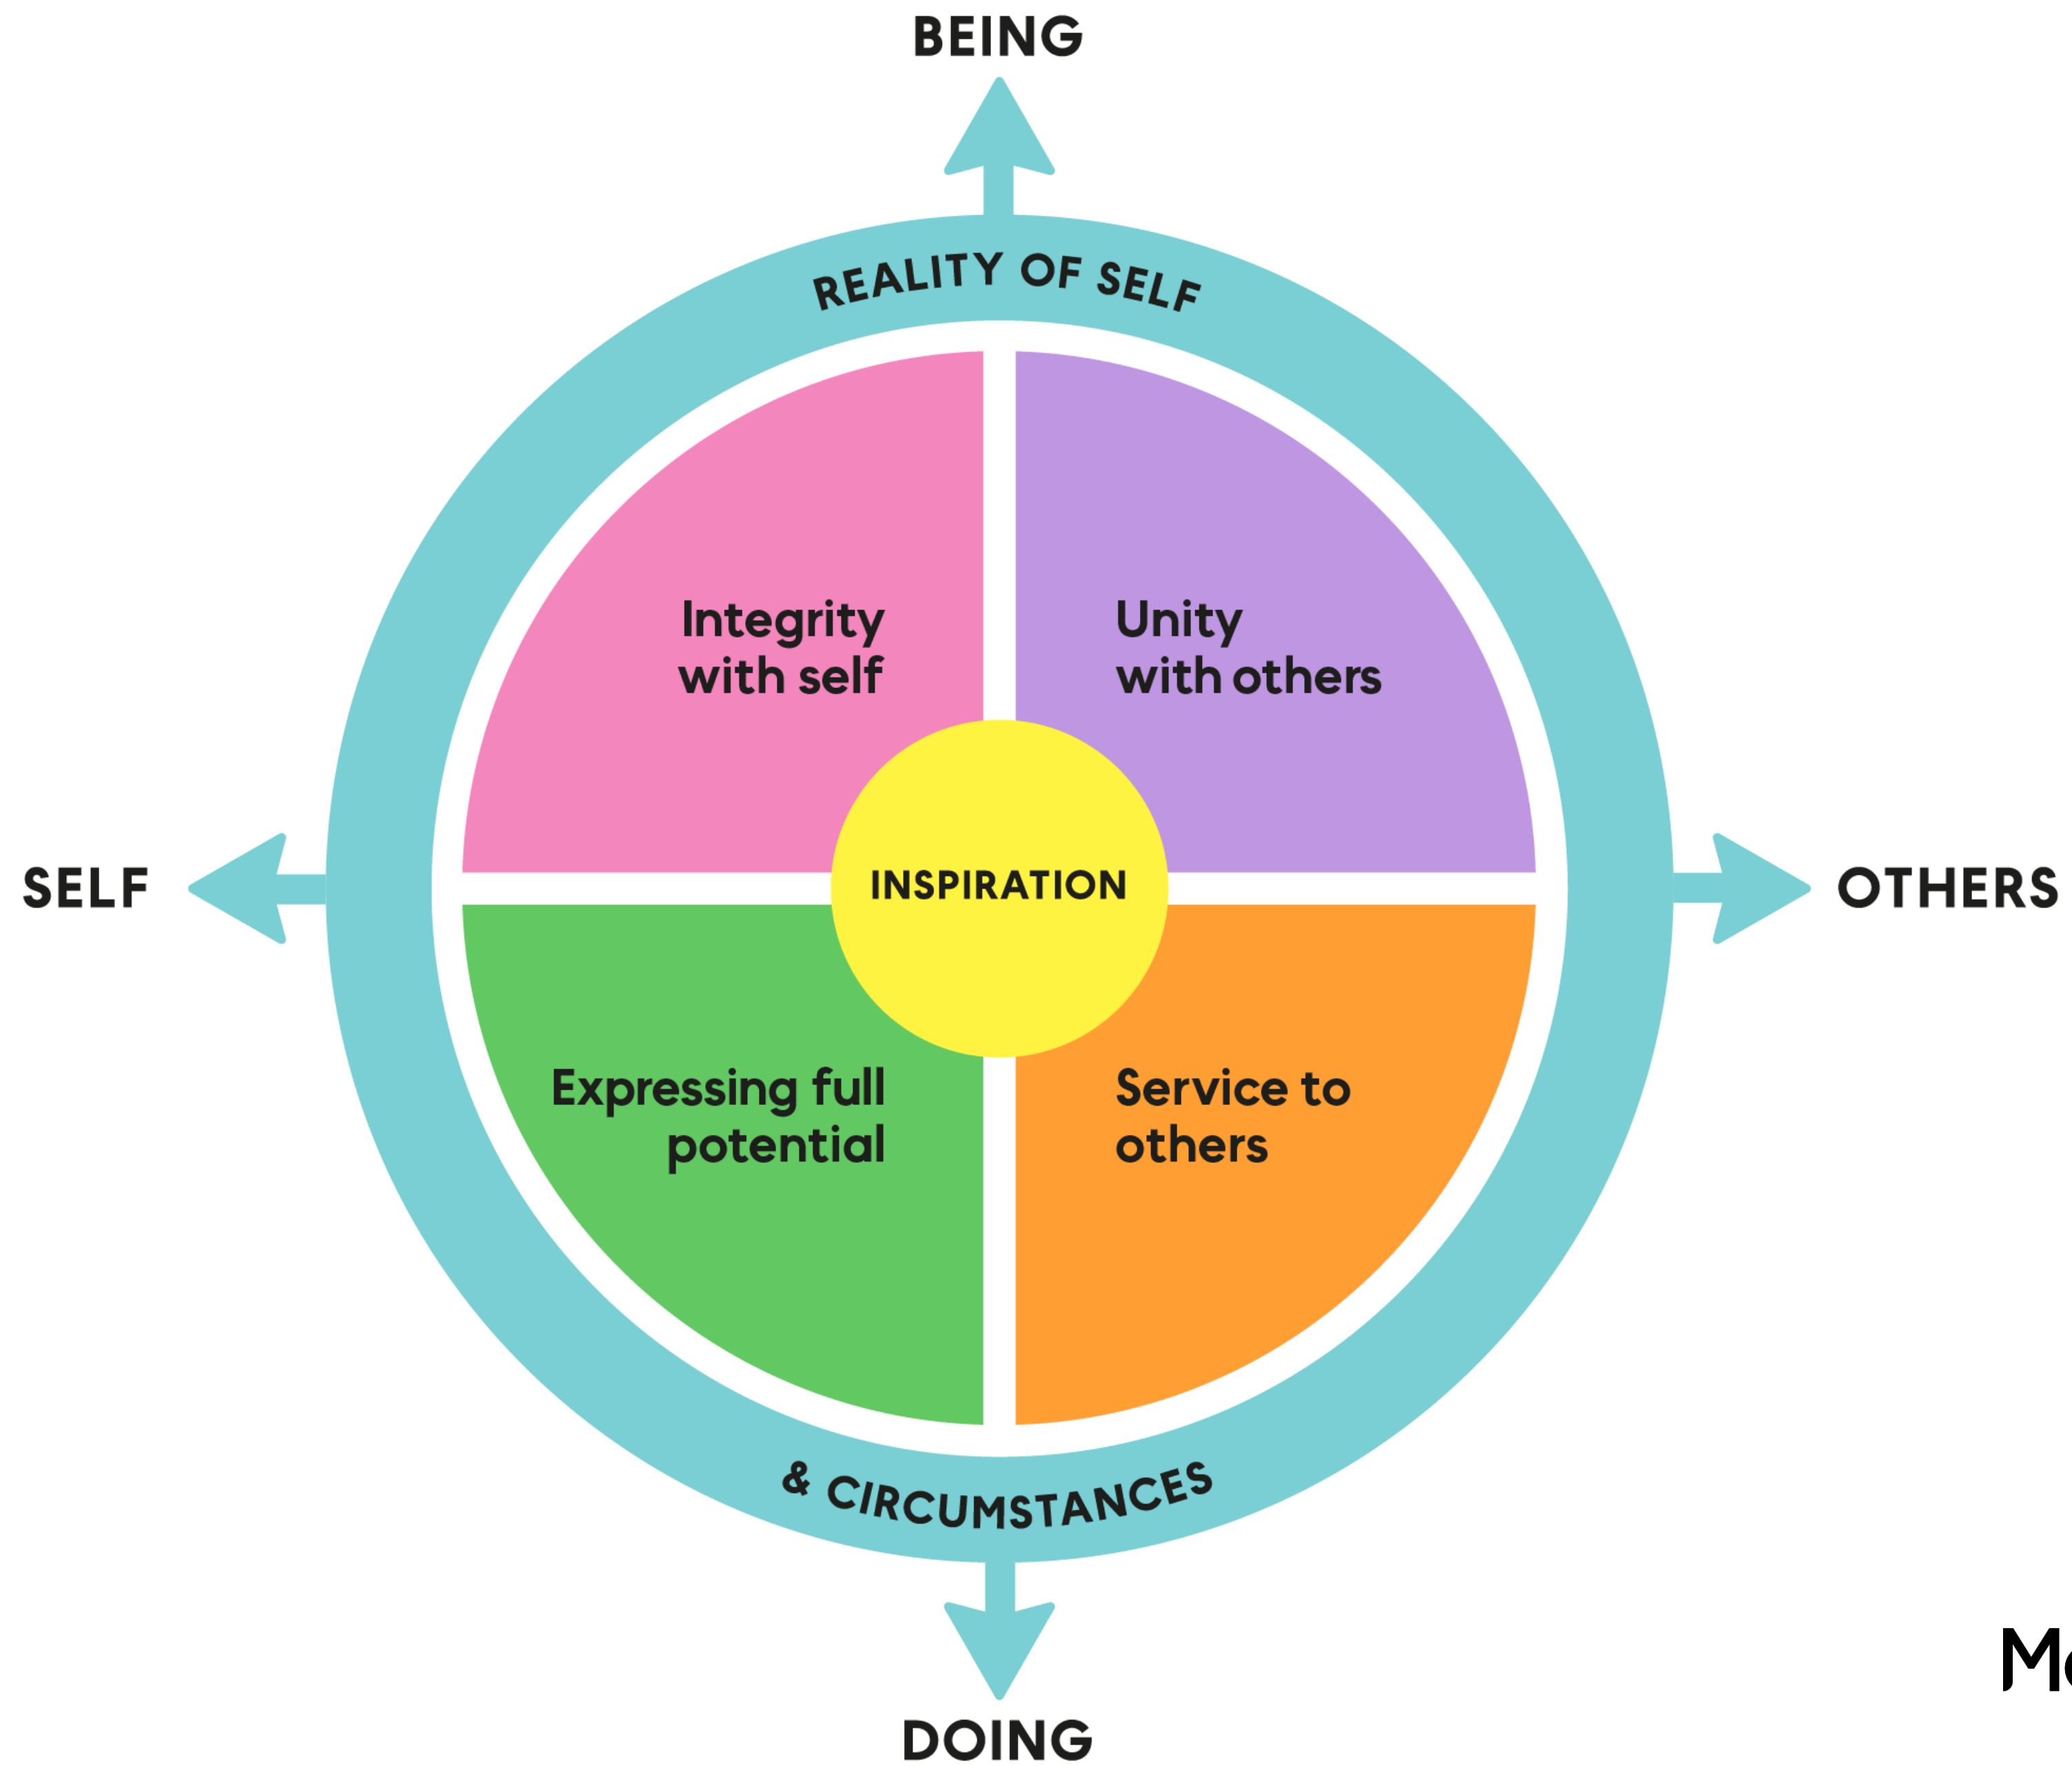 BEING
REALITY OF SELF
Integrity
with self
Unity
with others
SELF
INSPIRATION
OTHERS
Expressing full
potential
Service to
others
& CIRCUMSTANCES
DOING